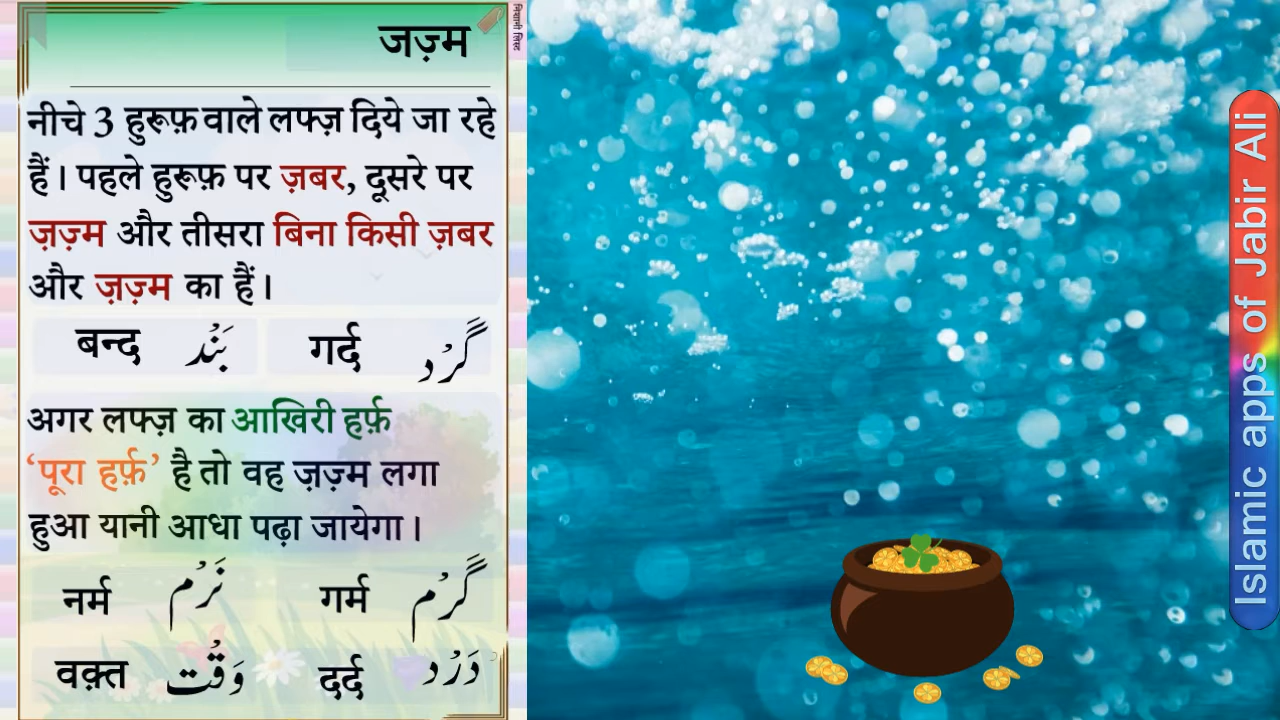 जज़्म
निशानी लिस्ट
नीचे 3 हुरूफ़ वाले लफ्ज़ दिये जा रहे
हैं। पहले हुरूफ़ पर ज़बर, दूसरे पर
ज़ज़्म और तीसरा बिना किसी ज़बर
और ज़ज़्म का हैं।
बन्द بَنْد गर्द گَرْد
अगर लफ्ज़ का आखिरी हर्फ़
‘पूरा हर्फ़’ है तो वह ज़ज़्म लगा
हुआ यानी आधा पढ़ा जायेगा।
नर्म نَرْم गर्म گَرْم
वक़्त وَقْت दर्द دَرْد
Islamic apps of Jabir Ali